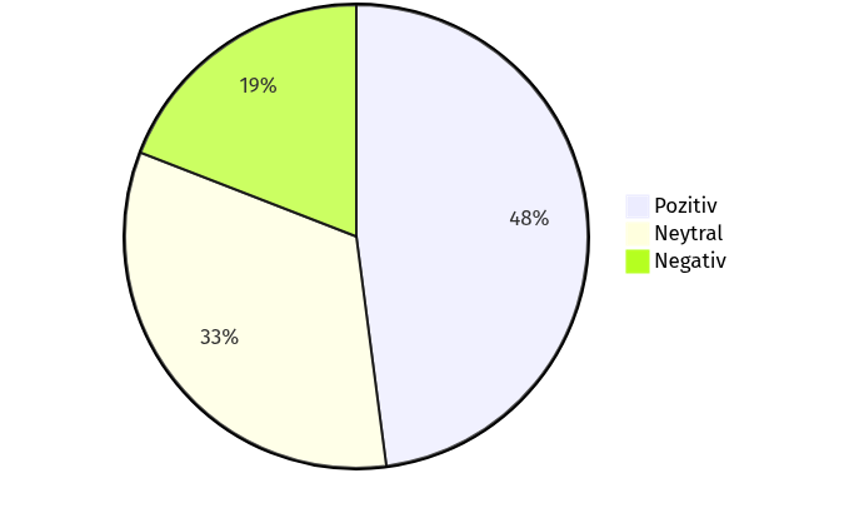 19%
48%
33%
Pozitiv
Neytral
Negativ